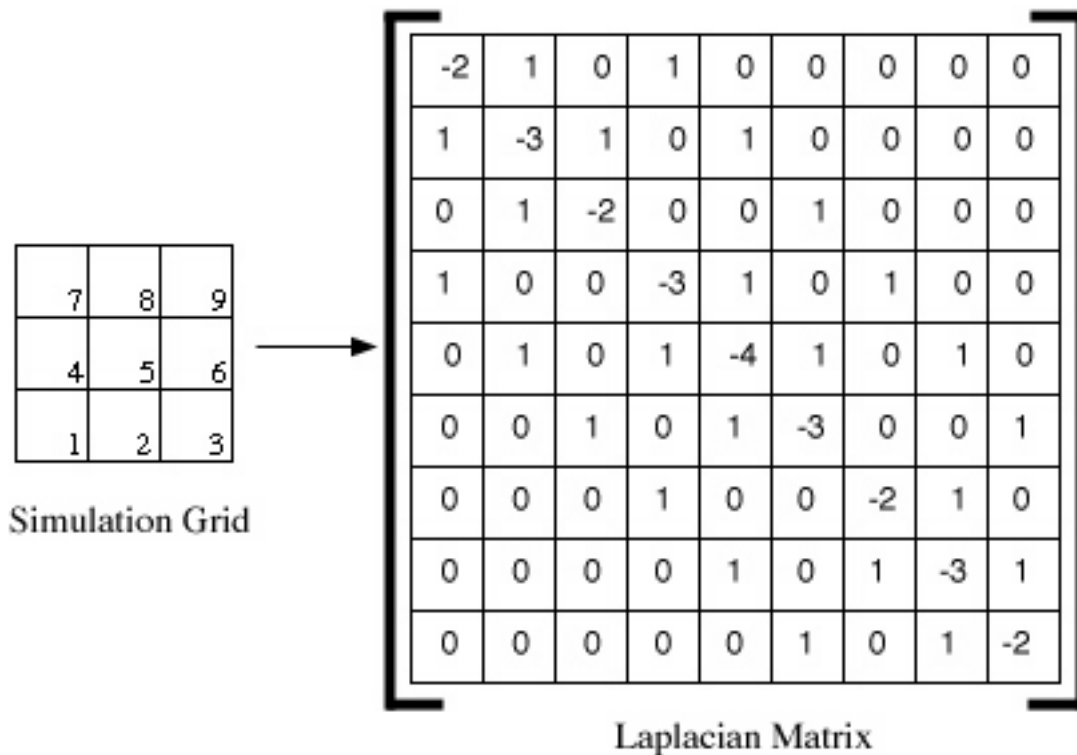 -2 1 0 1 0 0 0 0 0
1 -3 1 0 1 0 0 0 0
0 1 -2 0 0 1 0 0 0
1 0 0 -3 1 0 1 0 0
0 1 0 1 -4 1 0 1 0
0 0 1 0 1 -3 0 0 1
0 0 0 1 0 0 -2 1 0
0 0 0 0 1 0 1 -3 1
0 0 0 0 0 1 0 1 -2
7 8 9
4 5 6
1 2 3
Simulation Grid
Laplacian Matrix